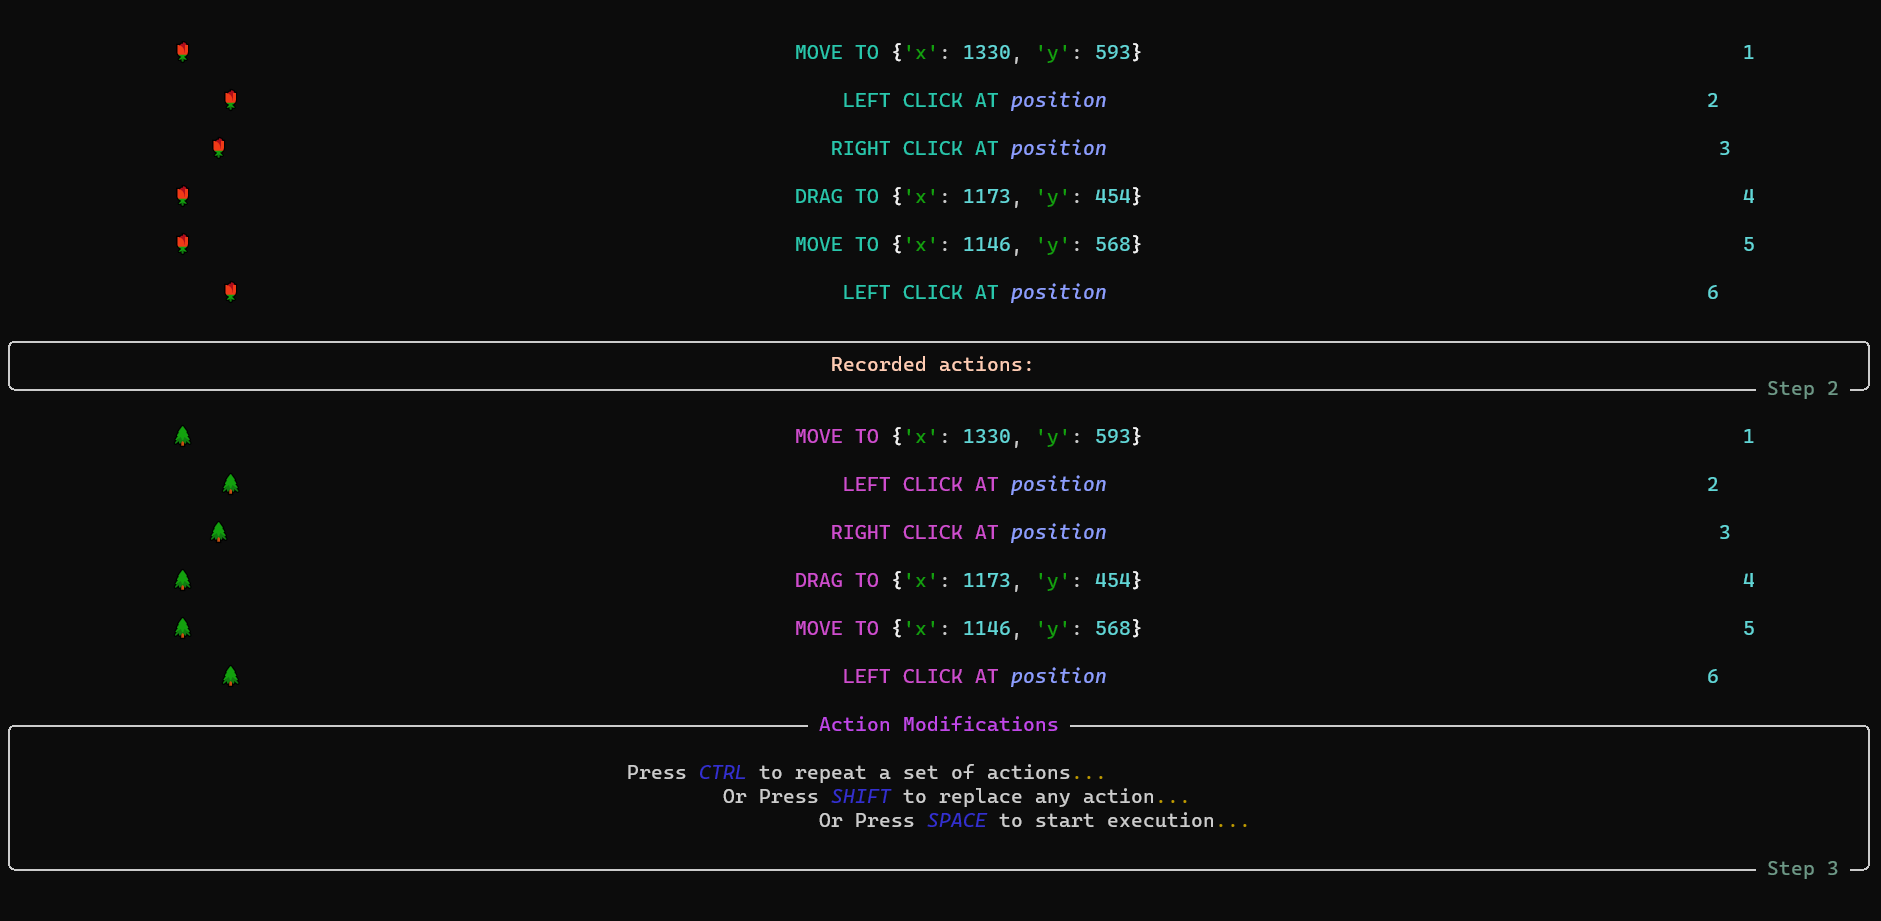 🌹 MOVE TO {'x': 1330, 'y': 593} 1
🌹 LEFT CLICK AT position 2
🌹 RIGHT CLICK AT position 3
🌹 DRAG TO {'x': 1173, 'y': 454} 4
🌹 MOVE TO {'x': 1146, 'y': 568} 5
🌹 LEFT CLICK AT position 6
Recorded actions:
Step 2
🌲 MOVE TO {'x': 1330, 'y': 593} 1
🌲 LEFT CLICK AT position 2
🌲 RIGHT CLICK AT position 3
🌲 DRAG TO {'x': 1173, 'y': 454} 4
🌲 MOVE TO {'x': 1146, 'y': 568} 5
🌲 LEFT CLICK AT position 6
Action Modifications
Press CTRL to repeat a set of actions...
Or Press SHIFT to replace any action...
Or Press SPACE to start execution...
Step 3